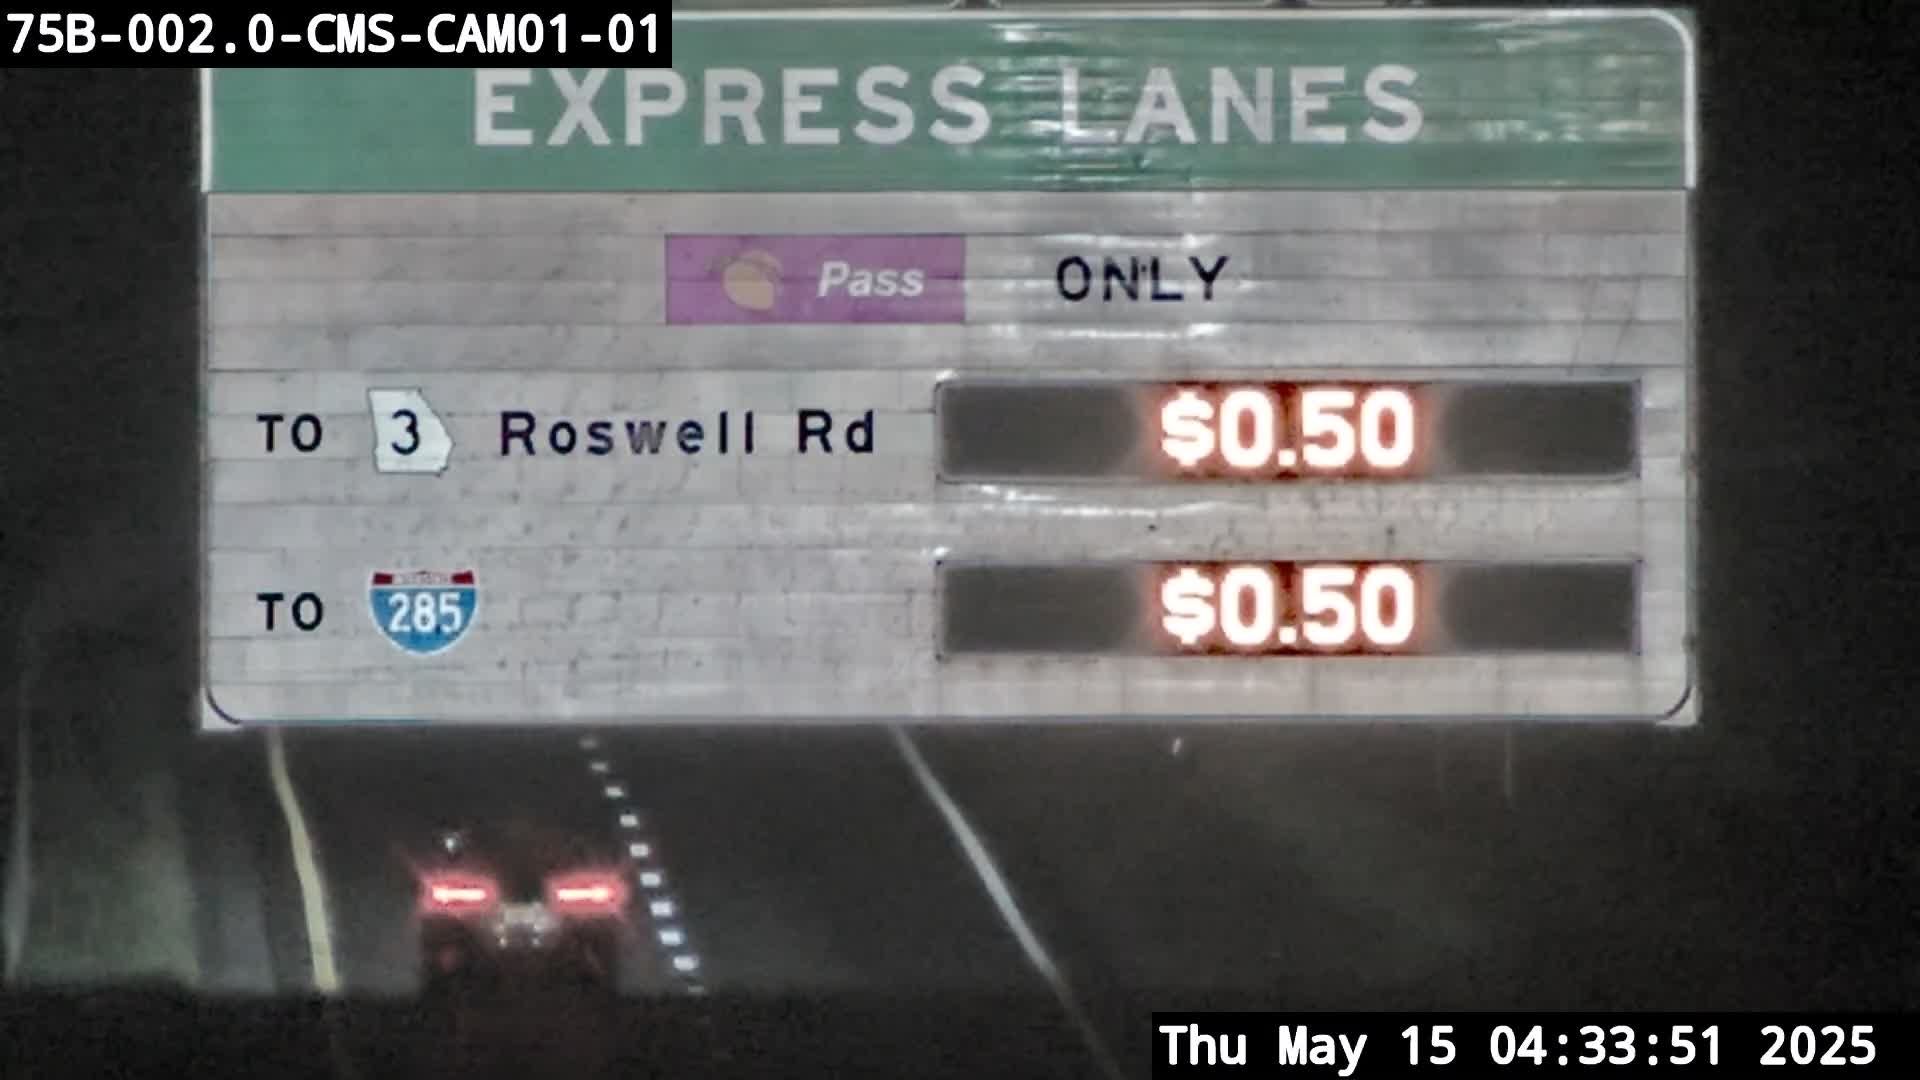 75B-002.0-CMS-CAM01-01
EXPRESS LANES
Pass ONLY
TO 3 Roswell Rd $0.50
TO 285 $0.50
Thu May 15 04:33:51 2025